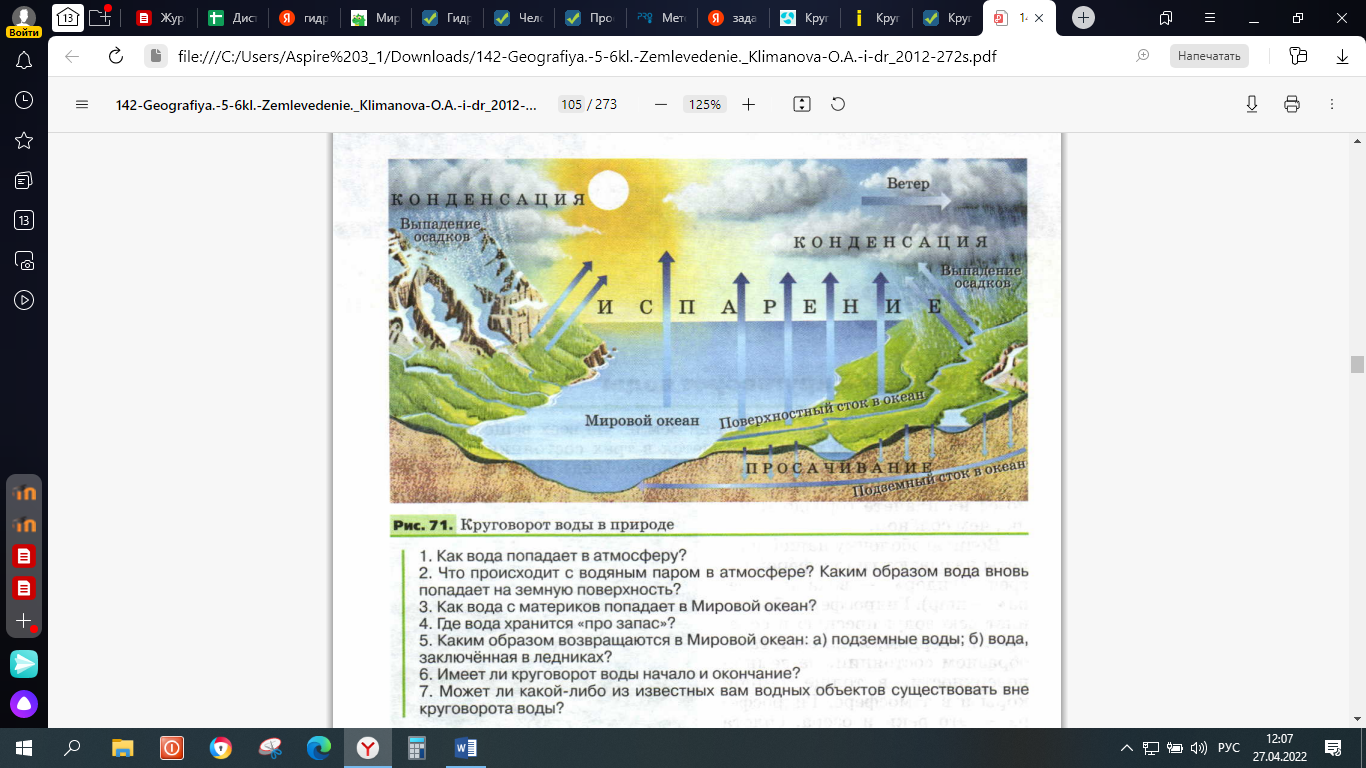 13
Жур
Дист
гидр
Мир
Гидр
Чело
Про
Мет
зада
Круг
Круг
Круг
14
Войти
file:///C:/Users/Aspire%203_1/Downloads/142-Geografiya.-5-6kl.-Zemlevedenie._Klimanova-O.A.-i-dr_2012-272s.pdf
Напечатать
142-Geografiya.-5-6kl.-Zemlevedenie._Klimanova-O.A.-i-dr_2012-...
105 / 273
125%
13
Ветер
КОНДЕНСАЦИЯ
Выпадение
осадков
КОНДЕНСАЦИЯ
Выпадение
осадков
ИСПАРЕНИЕ
Мировой океан
Поверхностный сток в океан
ПРОСАЧИВАНИЕ
Подземный сток в океан
Рис. 71. Круговорот воды в природе
1. Как вода попадает в атмосферу?
2. Что происходит с водяным паром в атмосфере? Каким образом вода вновь
попадает на земную поверхность?
3. Как вода с материков попадает в Мировой океан?
4. Где вода хранится «про запас»?
5. Каким образом возвращаются в Мировой океан: а) подземные воды; б) вода,
заключённая в ледниках?
6. Имеет ли круговорот воды начало и окончание?
7. Может ли какой-либо из известных вам водных объектов существовать вне
круговорота воды?
РУС
12:07
27.04.2022